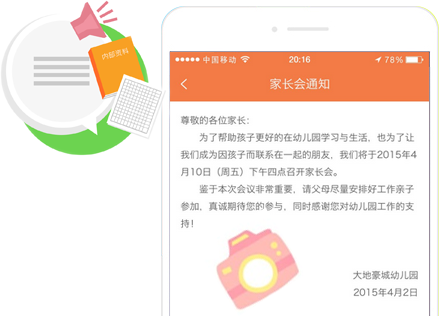 内部资料
中国移动
20:16
78%
家长会通知
尊敬的各位家长：
为了帮助孩子更好的在幼儿园学习与生活，也为了让
我们成为因孩子而联系在一起的朋友，我们将于2015年4
月10日（周五）下午四点召开家长会。
鉴于本次会议非常重要，请父母尽量安排好工作亲子
参加，真诚期待您的参与，同时感谢您对幼儿园工作的支
持！
大地豪城幼儿园
2015年4月2日